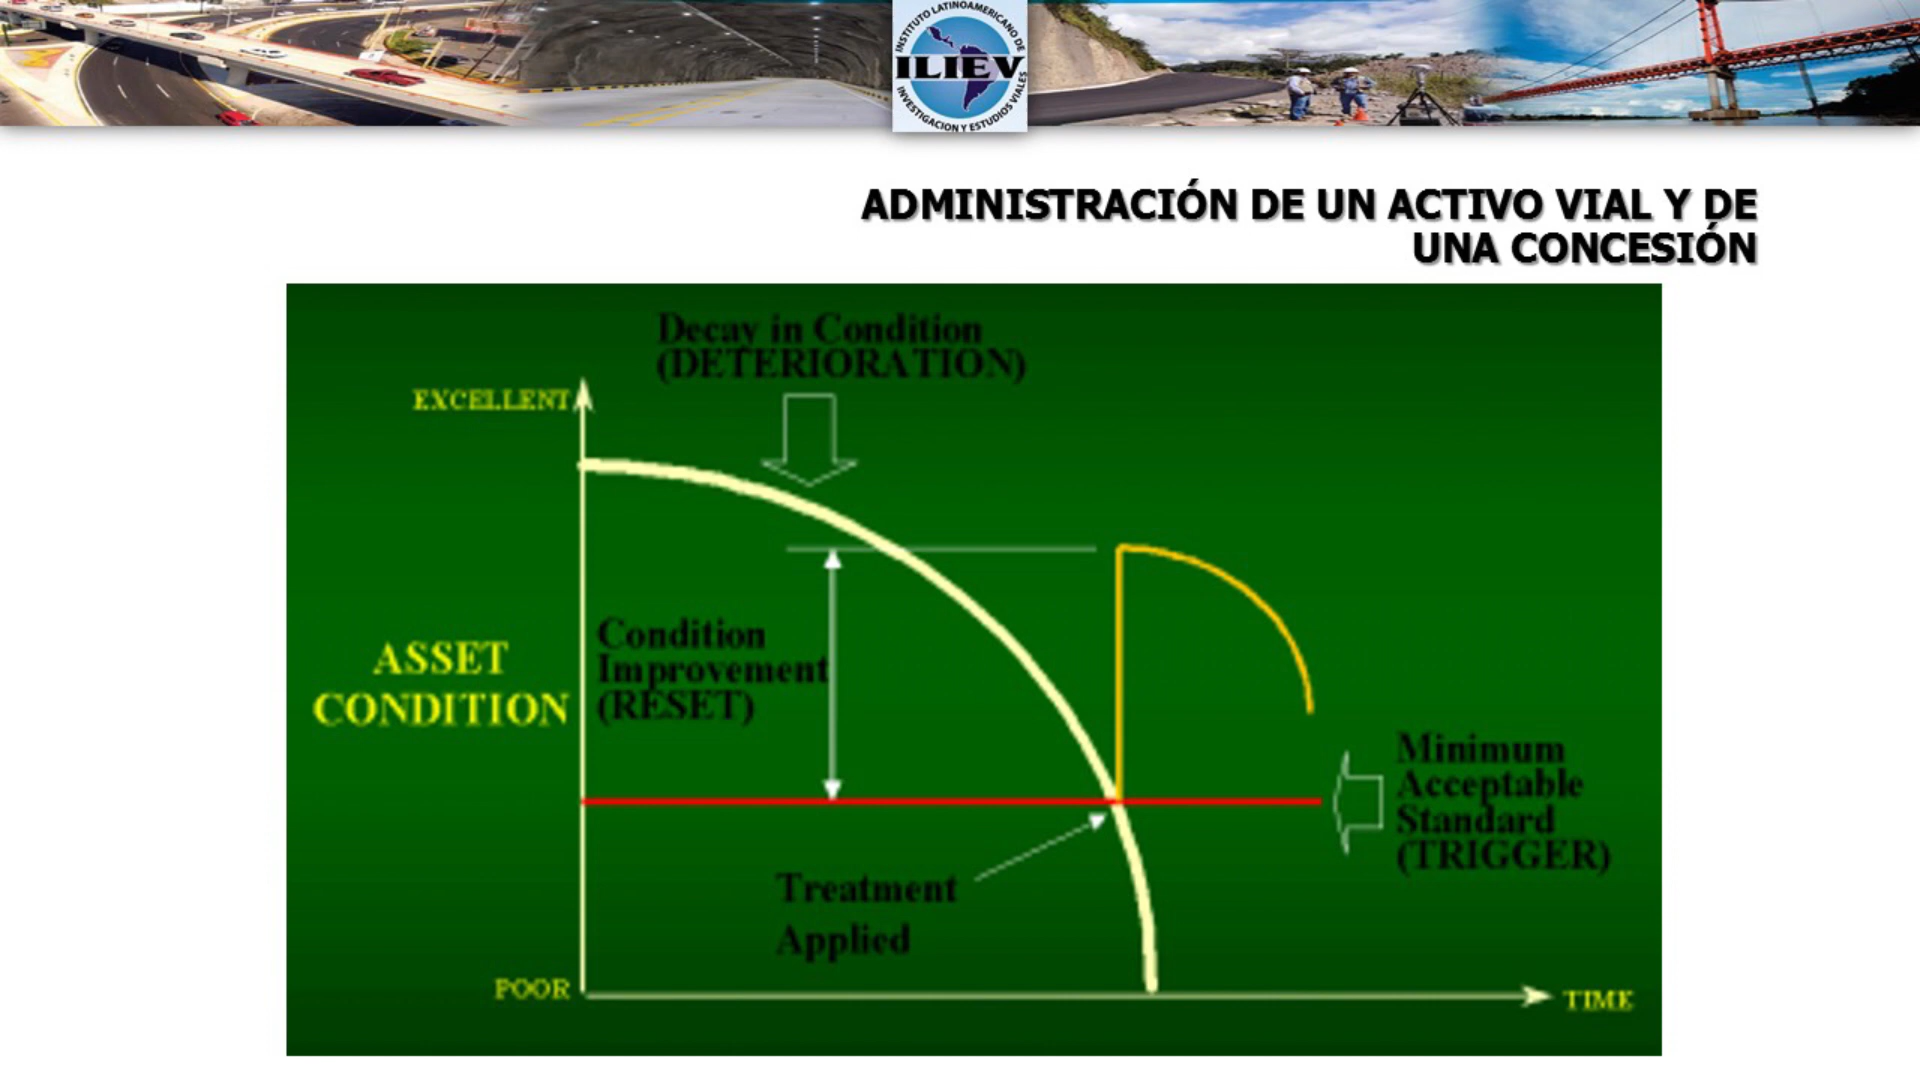 INSTITUTO LATINOAMERICANO DE
ILIEV
INVESTIGACION Y ESTUDIOS VIALES
ADMINISTRACIÓN DE UN ACTIVO VIAL Y DE
UNA CONCESIÓN
Decay in Condition
(DETERIORATION)
EXCELLENT
Condition
Improvement
(RESET)
ASSET
CONDITION
Minimum
Acceptable
Standard
(TRIGGER)
Treatment
Applied
POOR
TIME